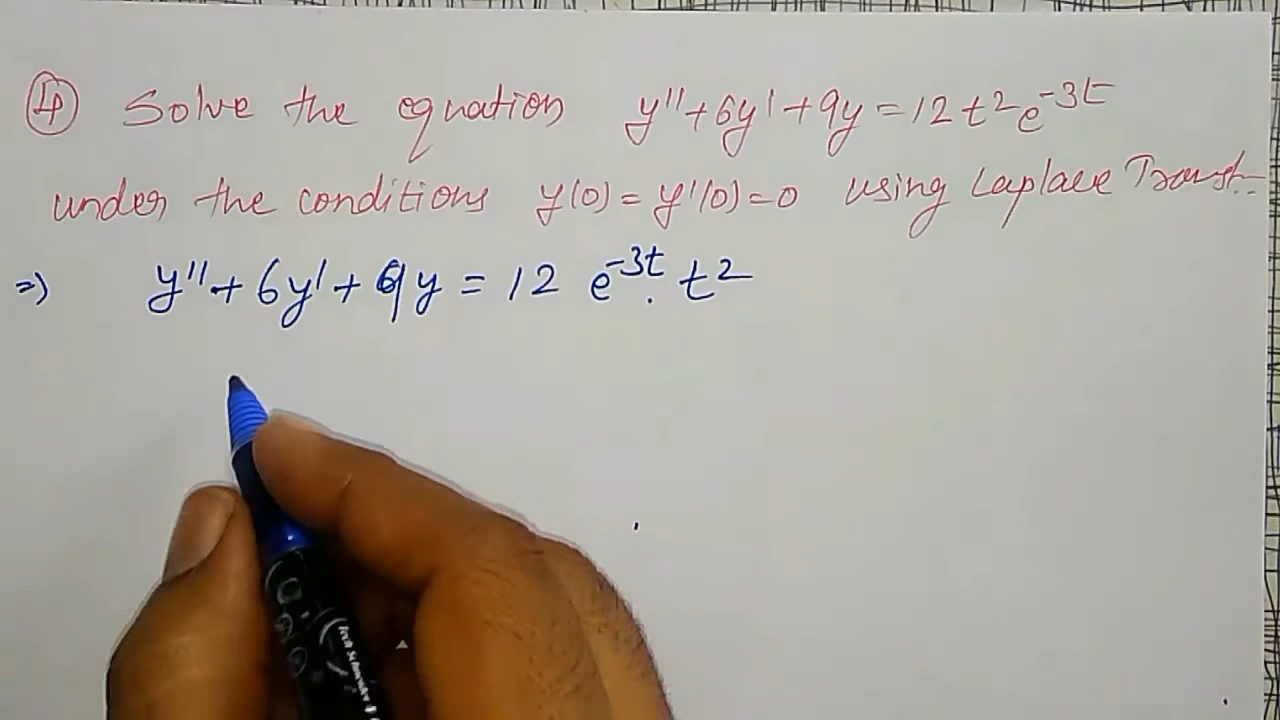 ④ Solve the equation y''+6y'+9y=12t²e⁻³ᵗ
under the conditions y(0)=y'(0)=0 using Laplace Transf..
⇒ y''+6y'+9y = 12 e⁻³ᵗ. t²